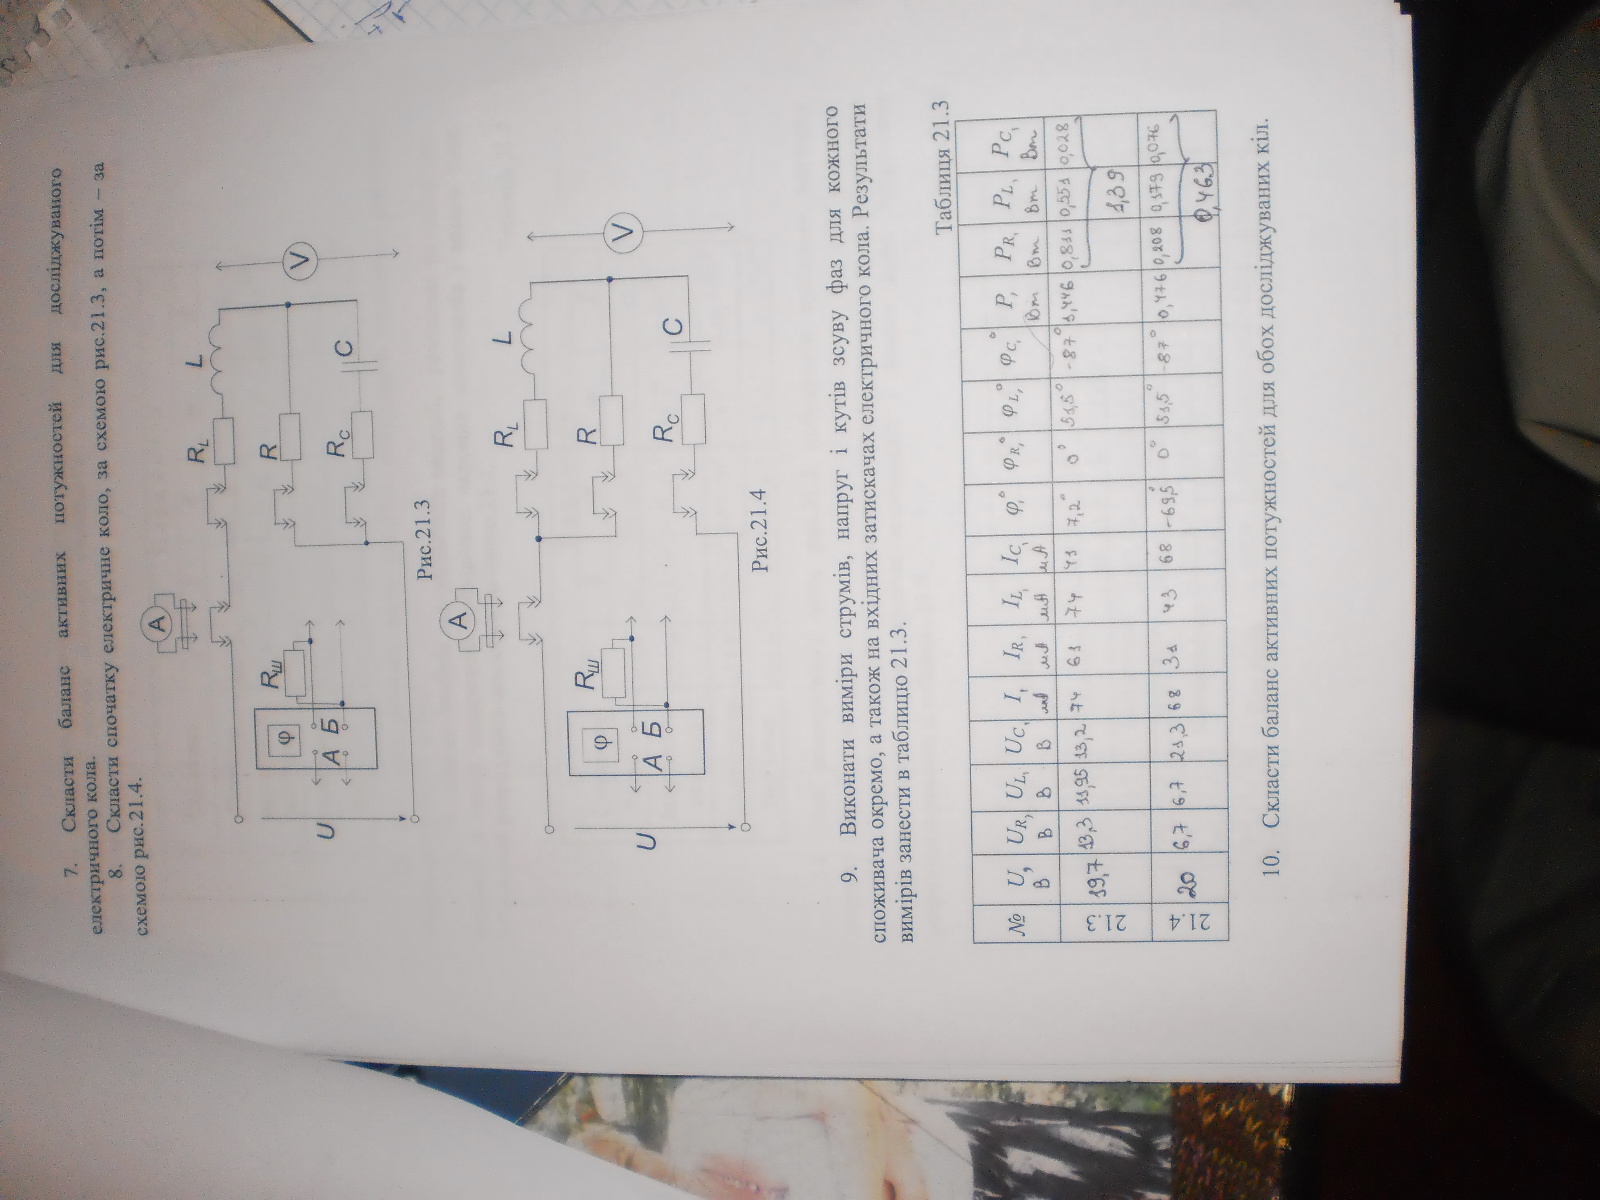 7. Скласти баланс активних потужностей для досліджуваного
електричного кола.
8. Скласти спочатку електричне коло, за схемою рис.21.3, а потім – за
схемою рис.21.4.
A
R_L L
R_Ш
φ
R
V
А Б
R_C C
U
Рис.21.3
A
R_L L
R_Ш
φ
R
V
А Б
R_C C
U
Рис.21.4
9. Виконати виміри струмів, напруг і кутів зсуву фаз для кожного
споживача окремо, а також на вхідних затискачах електричного кола. Результати
вимірів занести в таблицю 21.3.
Таблиця 21.3
№ U, В U_R, В U_L, В U_C, В I, мА I_R, мА I_L, мА I_C, мА φ,° φ_R,° φ_L,° φ_C,° P, Вт P_R, Вт P_L, Вт P_C, Вт
21.3 19,7 13,3 11,95 13,2 74 61 74 41 7,2° 0° 51,5° -87° 1,446 0,811 0,551 0,028
1,39
21.4 20 6,7 6,7 21,3 68 31 43 68 -69,5° 0° 51,5° -87° 0,476 0,208 0,179 0,076
0,463
10. Скласти баланс активних потужностей для обох досліджуваних кіл.